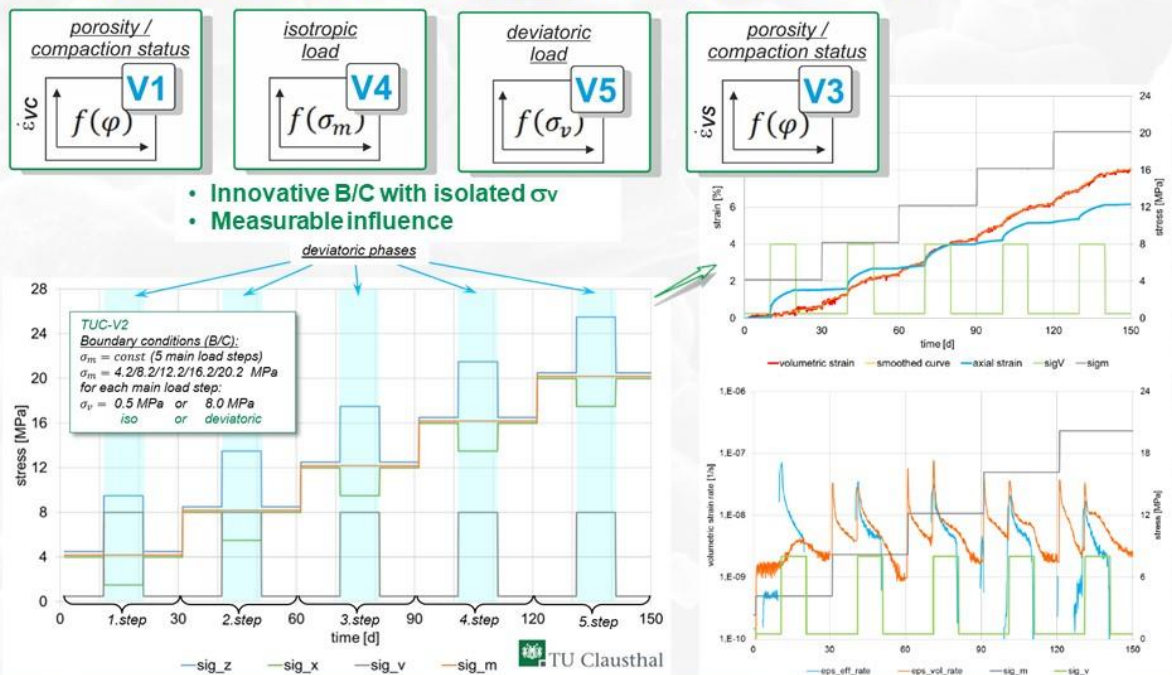 porosity /
compaction status
V1
ε̇VC
f(φ)
isotropic
load
V4
f(σm)
deviatoric
load
V5
f(σv)
porosity /
compaction status
V3
ε̇VS
f(φ)
• Innovative B/C with isolated σv
• Measurable influence
deviatoric phases
28
24
20
16
12
8
4
0
stress [MPa]
TUC-V2
Boundary conditions (B/C):
σm = const (5 main load steps)
σm = 4.2/8.2/12.2/16.2/20.2 MPa
for each main load step:
σv = 0.5 MPa or 8.0 MPa
iso or deviatoric
0 1.step 30 2.step 60 3.step 90 4.step 120 5.step 150
time [d]
sig_z sig_x sig_v sig_m
TU Clausthal
strain [%]
6
4
2
0%
24
20
16
12
8
4
0
stress [MPa]
0 30 60 90 120 150
time [d]
volumetric strain smoothed curve axial strain sigV sigm
1,E-06
1,E-07
1,E-08
1,E-09
1,E-10
volumetric strain rate [1/s]
24
18
12
6
0
stress [MPa]
0 30 60 90 120 150
eps_eff_rate eps_vol_rate sig_m sig_v